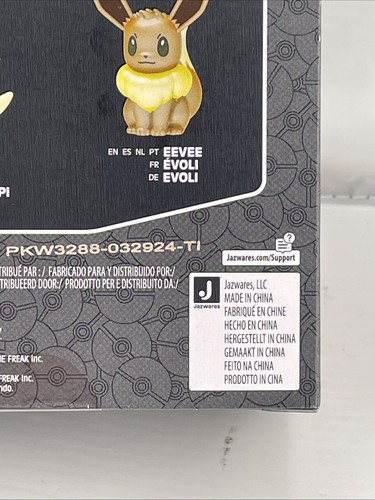 EN ES NL PT EEVEE
FR ÉVOLI
DE EVOLI
PI
PKW3288-032924-TI
Jazwares.com/Support
TRIBUÉ PAR : / FABRICADO PARA Y DISTRIBUIDO POR:/
TRIBUEERD DOOR:/ PRODOTTO PER E DISTRIBUITO DA:/
J
Jazwares
Jazwares, LLC
MADE IN CHINA
FABRIQUÉ EN CHINE
HECHO EN CHINA
HERGESTELLT IN CHINA
GEMAAKT IN CHINA
FEITO NA CHINA
PRODOTTO IN CINA
ME FREAK Inc.
FREAK Inc.
ndo.